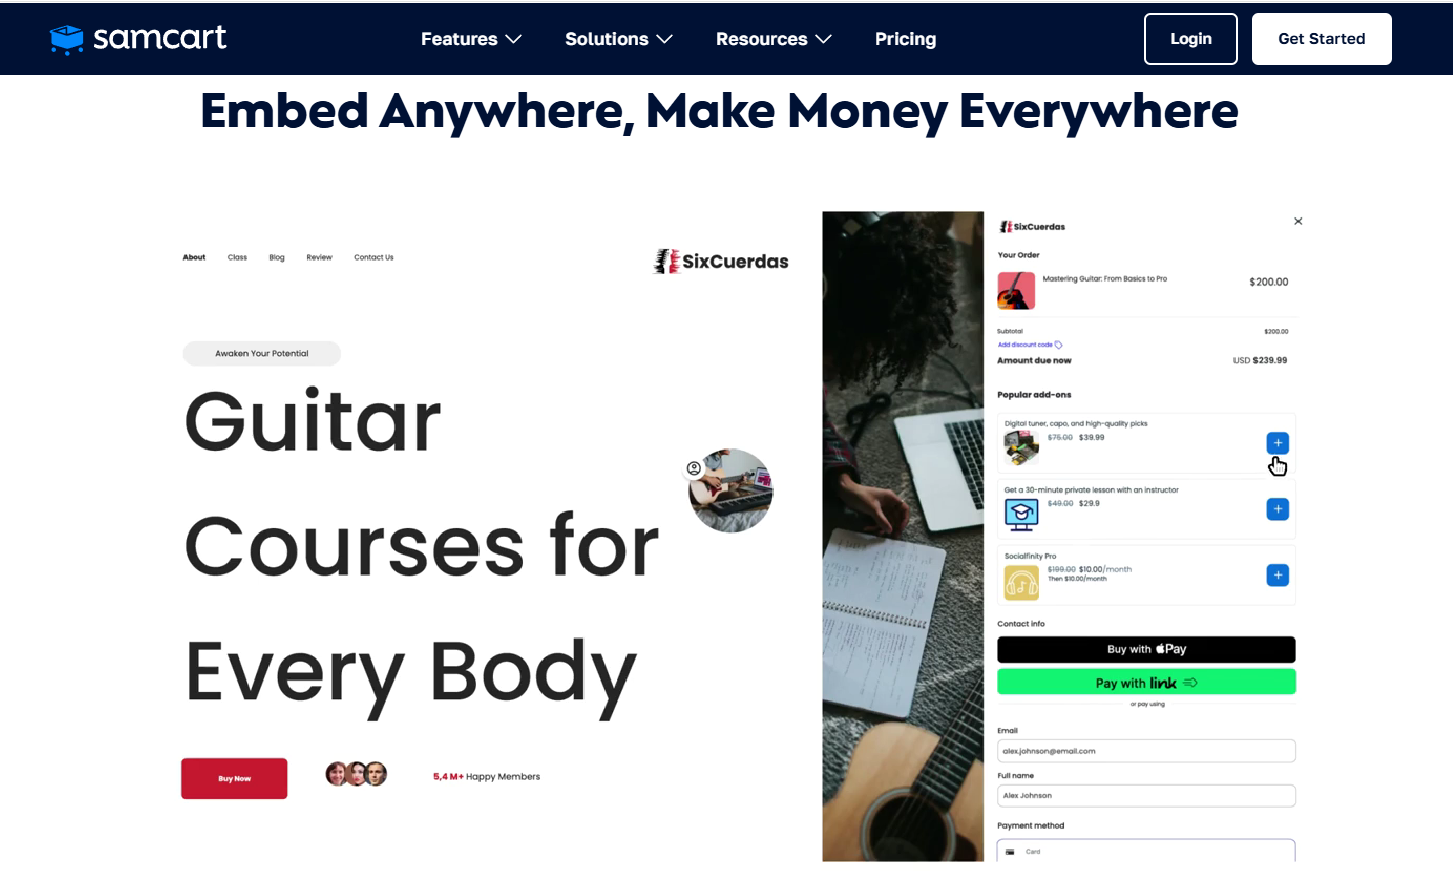 samcart
Features
Solutions
Resources
Pricing
Login
Get Started
Embed Anywhere, Make Money Everywhere
About
Class
Blog
Review
Contact Us
SixCuerdas
Awaken Your Potential
Guitar
Courses for
Every Body
Buy Now
5,4 M+ Happy Members
SixCuerdas
Your Order
Mastering Guitar: From Basics to Pro
$200.00
Subtotal
$200.00
Add discount code
Amount due now
USD $239.99
Popular add-ons
Digital tuner, capo, and high-quality picks
$75.00 $39.99
Get a 30-minute private lesson with an instructor
$49.00 $29.9
Socialfinity Pro
$199.00 $10.00/month
Then $10.00/month
Contact info
Buy with Pay
Pay with link
or pay using
Email
alex.johnson@email.com
Full name
Alex Johnson
Payment method
Card